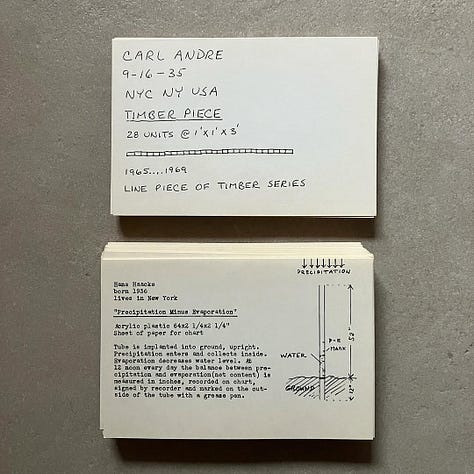 CARL ANDRE
9-16-35
NYC NY USA
TIMBER PIECE
28 UNITS @ 1'X1'X3'
1965....1969
LINE PIECE OF TIMBER SERIES
PRECIPITATION
Hans Haacke
born 1936
lives in New York
"Precipitation Minus Evaporation"
Acrylic plastic 64x2 1/4x2 1/4"
Sheet of paper for chart
Tube is implanted into ground, upright.
Precipitation enters and collects inside.
Evaporation decreases water level. At
12 noon every day the balance between pre-
cipitation and evaporation(net content) is
measured in inches, recorded on chart,
signed by recorder and marked on the out-
side of the tube with a grease pen.
P-E
MARK
52"
WATER
GROUND
12"